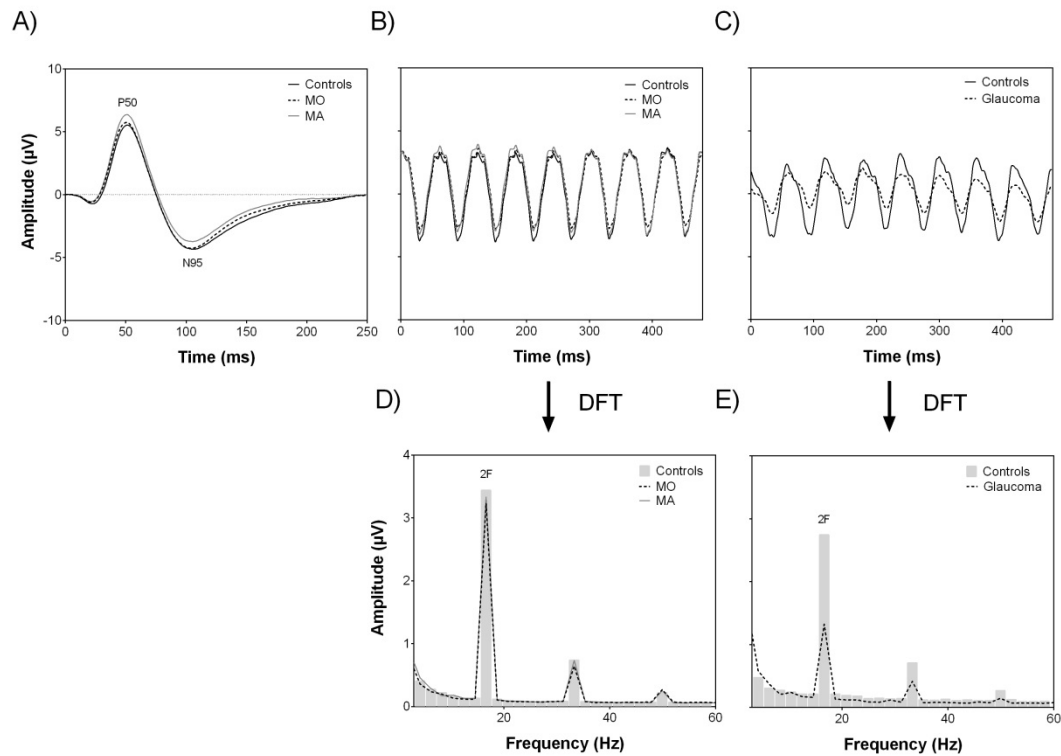 A)
10
5
0
-5
-10
Amplitude (µV)
P50
N95
Controls
MO
MA
0 50 100 150 200 250
Time (ms)
B)
Controls
MO
MA
0 100 200 300 400
Time (ms)
C)
Controls
Glaucoma
0 100 200 300 400
Time (ms)
DFT
DFT
D)
4
3
2
1
0
Amplitude (µV)
2F
Controls
MO
MA
20 40 60
Frequency (Hz)
E)
2F
Controls
Glaucoma
20 40 60
Frequency (Hz)